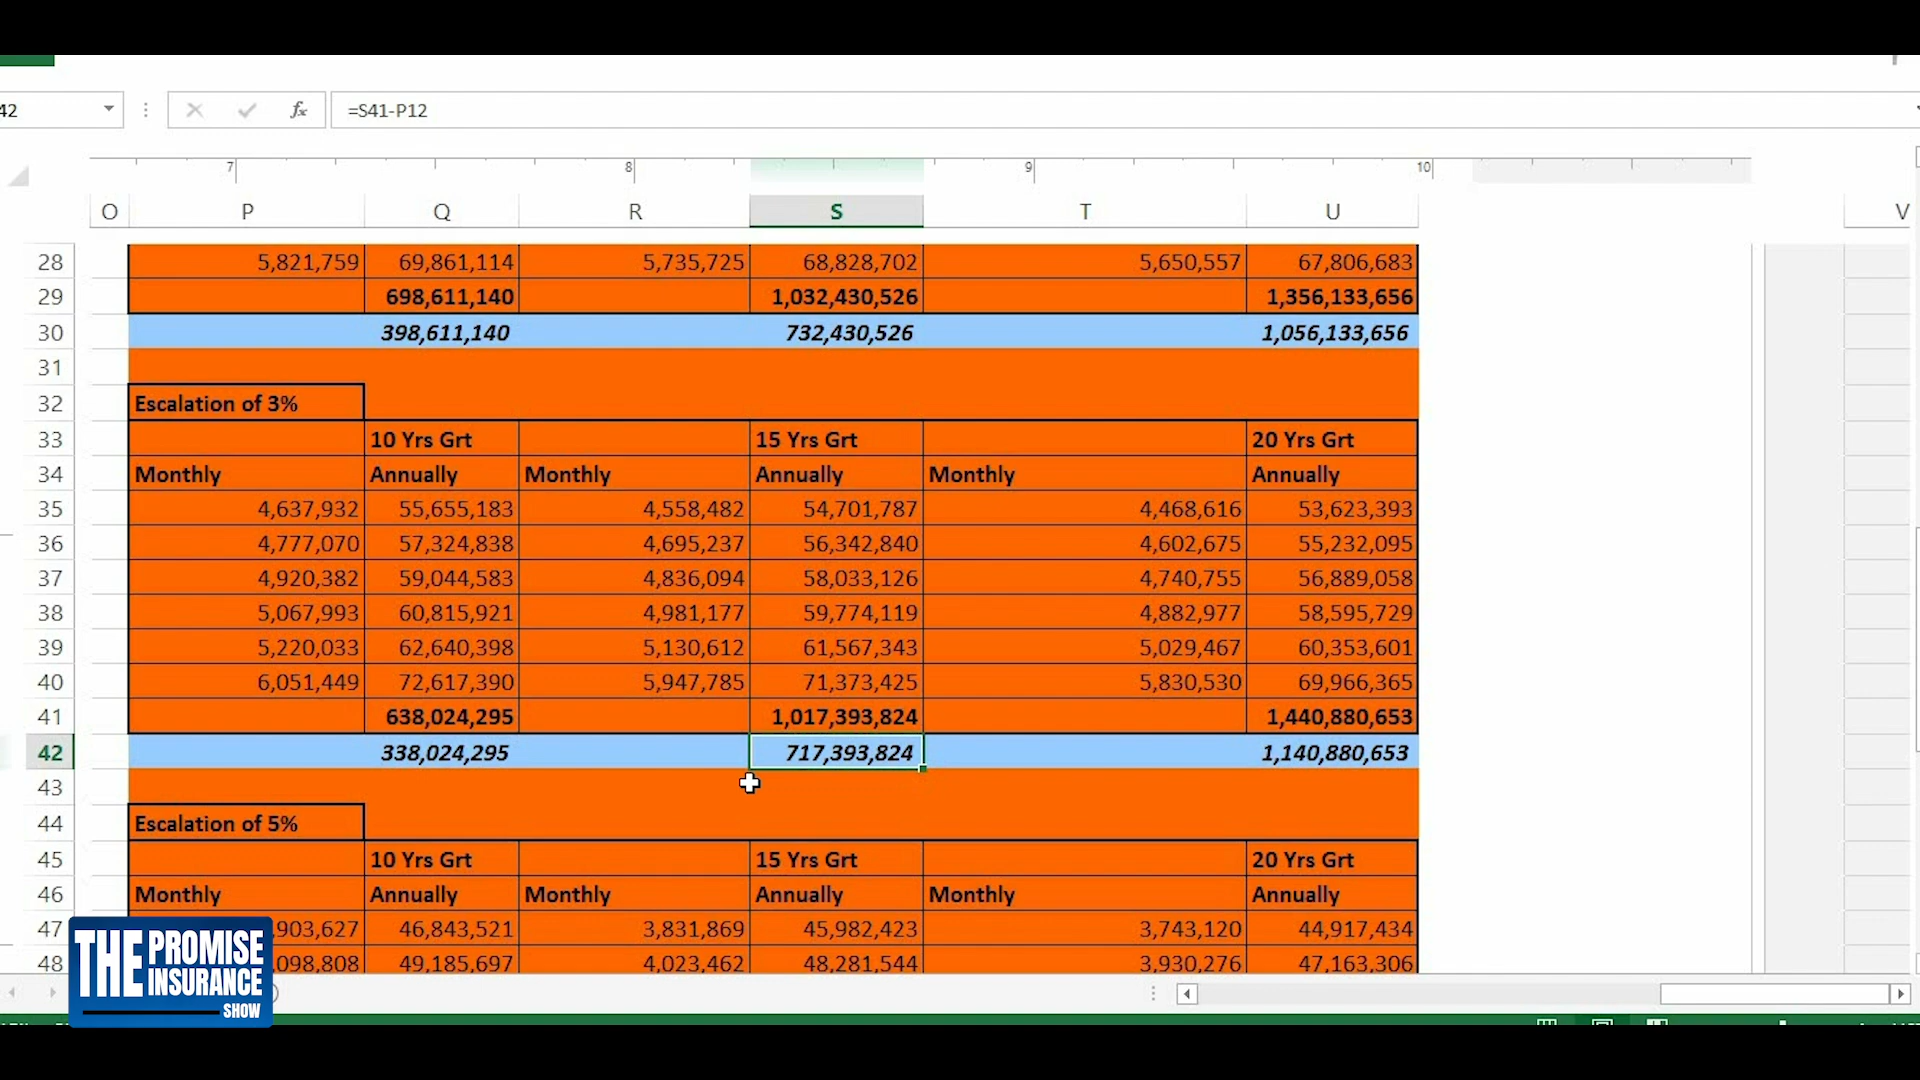 42 fx =S41-P12
7 8 9 10
O P Q R S T U V
28 5,821,759 69,861,114 5,735,725 68,828,702 5,650,557 67,806,683
29 698,611,140 1,032,430,526 1,356,133,656
30 398,611,140 732,430,526 1,056,133,656
31
32 Escalation of 3%
33 10 Yrs Grt 15 Yrs Grt 20 Yrs Grt
34 Monthly Annually Monthly Annually Monthly Annually
35 4,637,932 55,655,183 4,558,482 54,701,787 4,468,616 53,623,393
36 4,777,070 57,324,838 4,695,237 56,342,840 4,602,675 55,232,095
37 4,920,382 59,044,583 4,836,094 58,033,126 4,740,755 56,889,058
38 5,067,993 60,815,921 4,981,177 59,774,119 4,882,977 58,595,729
39 5,220,033 62,640,398 5,130,612 61,567,343 5,029,467 60,353,601
40 6,051,449 72,617,390 5,947,785 71,373,425 5,830,530 69,966,365
41 638,024,295 1,017,393,824 1,440,880,653
42 338,024,295 717,393,824 1,140,880,653
43
44 Escalation of 5%
45 10 Yrs Grt 15 Yrs Grt 20 Yrs Grt
46 Monthly Annually Monthly Annually Monthly Annually
47 ,903,627 46,843,521 3,831,869 45,982,423 3,743,120 44,917,434
48 ,098,808 49,185,697 4,023,462 48,281,544 3,930,276 47,163,306
THE PROMISE INSURANCE SHOW